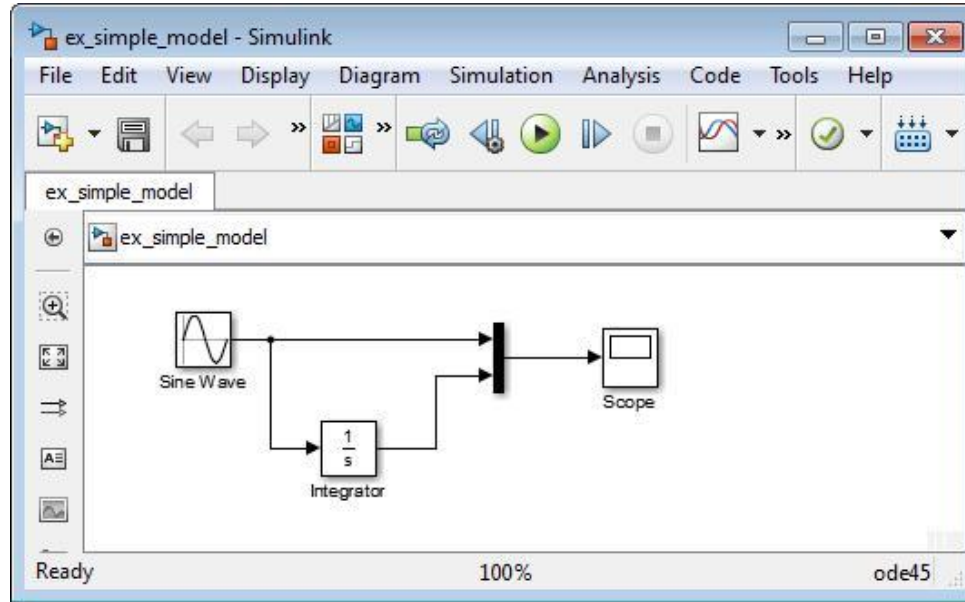 ex_simple_model - Simulink
File Edit View Display Diagram Simulation Analysis Code Tools Help
ex_simple_model
ex_simple_model
Sine Wave
Scope
1
s
Integrator
Ready 100% ode45